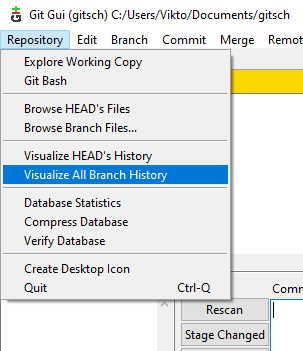 Git Gui (gitsch) C:/Users/Vikto/Documents/gitsch
Repository Edit Branch Commit Merge Remot
Explore Working Copy
Git Bash
Browse HEAD's Files
Browse Branch Files...
Visualize HEAD's History
Visualize All Branch History
Database Statistics
Compress Database
Verify Database
Create Desktop Icon
Quit Ctrl-Q
Comm
Rescan
Stage Changed